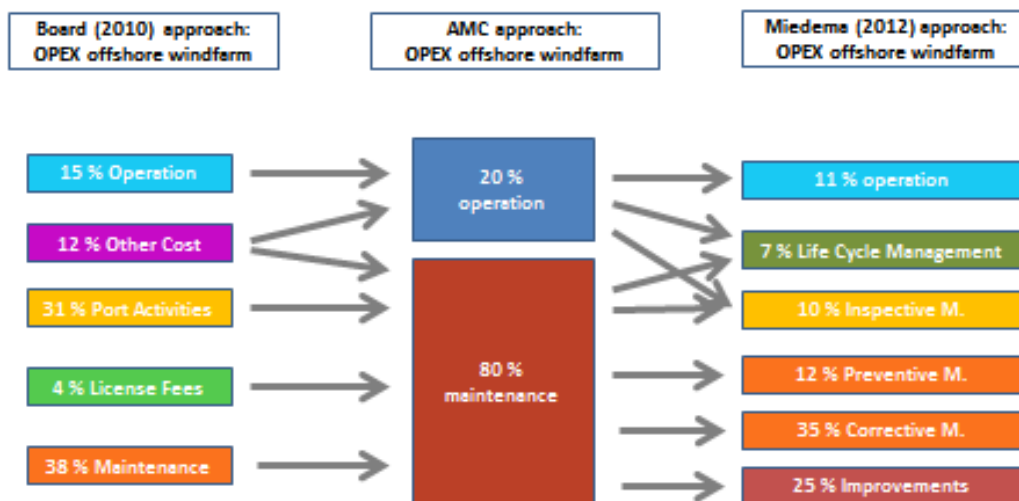 Board (2010) approach:
OPEX offshore windfarm
AMC approach:
OPEX offshore windfarm
Miedema (2012) approach:
OPEX offshore windfarm
15 % Operation
12 % Other Cost
31 % Port Activities
4 % License Fees
38 % Maintenance
20 %
operation
80 %
maintenance
11 % operation
7 % Life Cycle Management
10 % Inspective M.
12 % Preventive M.
35 % Corrective M.
25 % Improvements